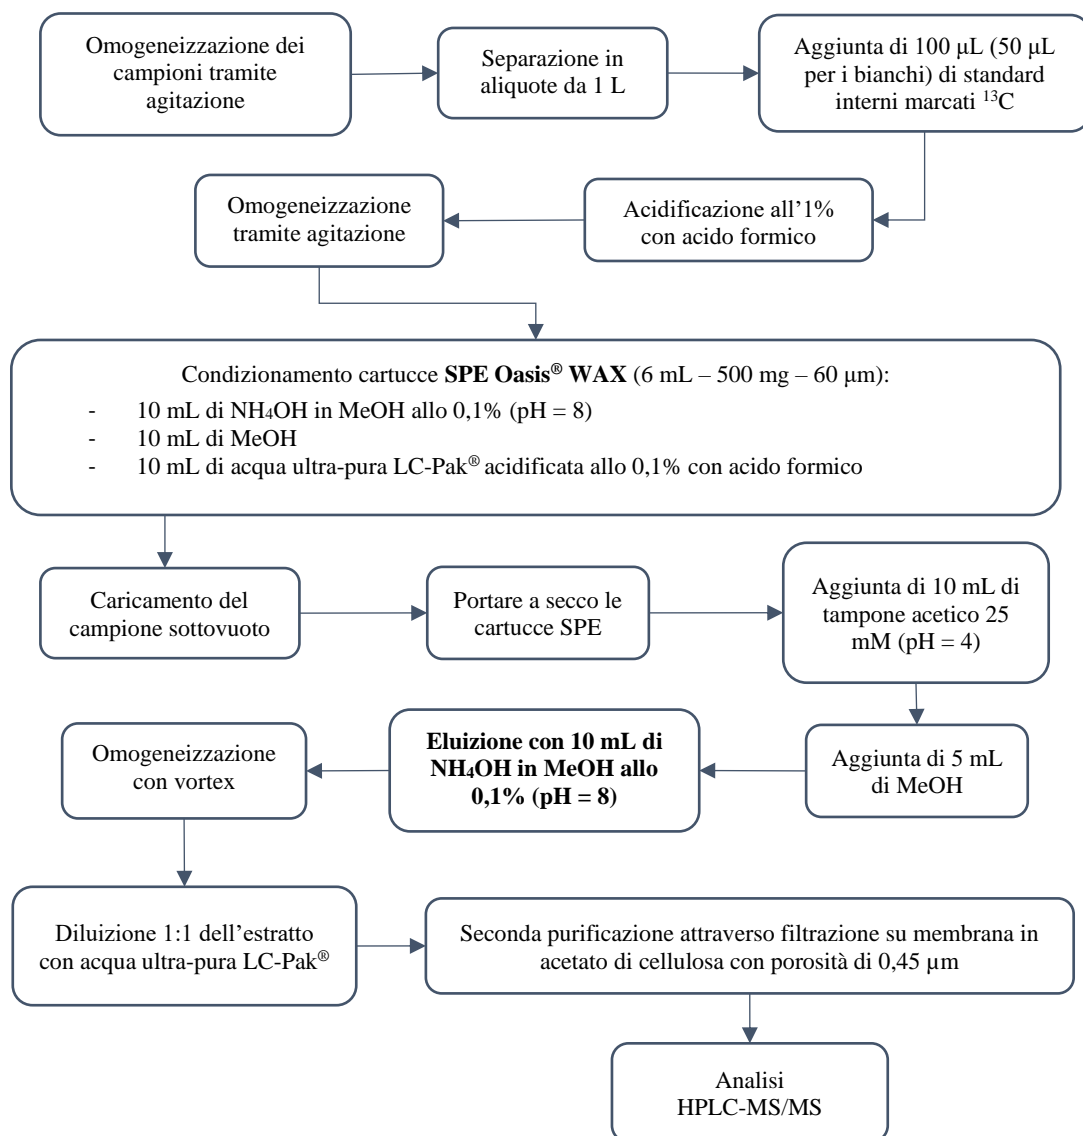 Omogeneizzazione dei
campioni tramite
agitazione
Separazione in
aliquote da 1 L
Aggiunta di 100 μL (50 μL
per i bianchi) di standard
interni marcati ¹³C
Acidificazione all’1%
con acido formico
Omogeneizzazione
tramite agitazione
Condizionamento cartucce SPE Oasis® WAX (6 mL – 500 mg – 60 μm):
- 10 mL di NH₄OH in MeOH allo 0,1% (pH = 8)
- 10 mL di MeOH
- 10 mL di acqua ultra-pura LC-Pak® acidificata allo 0,1% con acido formico
Caricamento del
campione sottovuoto
Portare a secco le
cartucce SPE
Aggiunta di 10 mL di
tampone acetico 25
mM (pH = 4)
Aggiunta di 5 mL
di MeOH
Eluizione con 10 mL di
NH₄OH in MeOH allo
0,1% (pH = 8)
Omogeneizzazione
con vortex
Diluizione 1:1 dell’estratto
con acqua ultra-pura LC-Pak®
Seconda purificazione attraverso filtrazione su membrana in
acetato di cellulosa con porosità di 0,45 μm
Analisi
HPLC-MS/MS